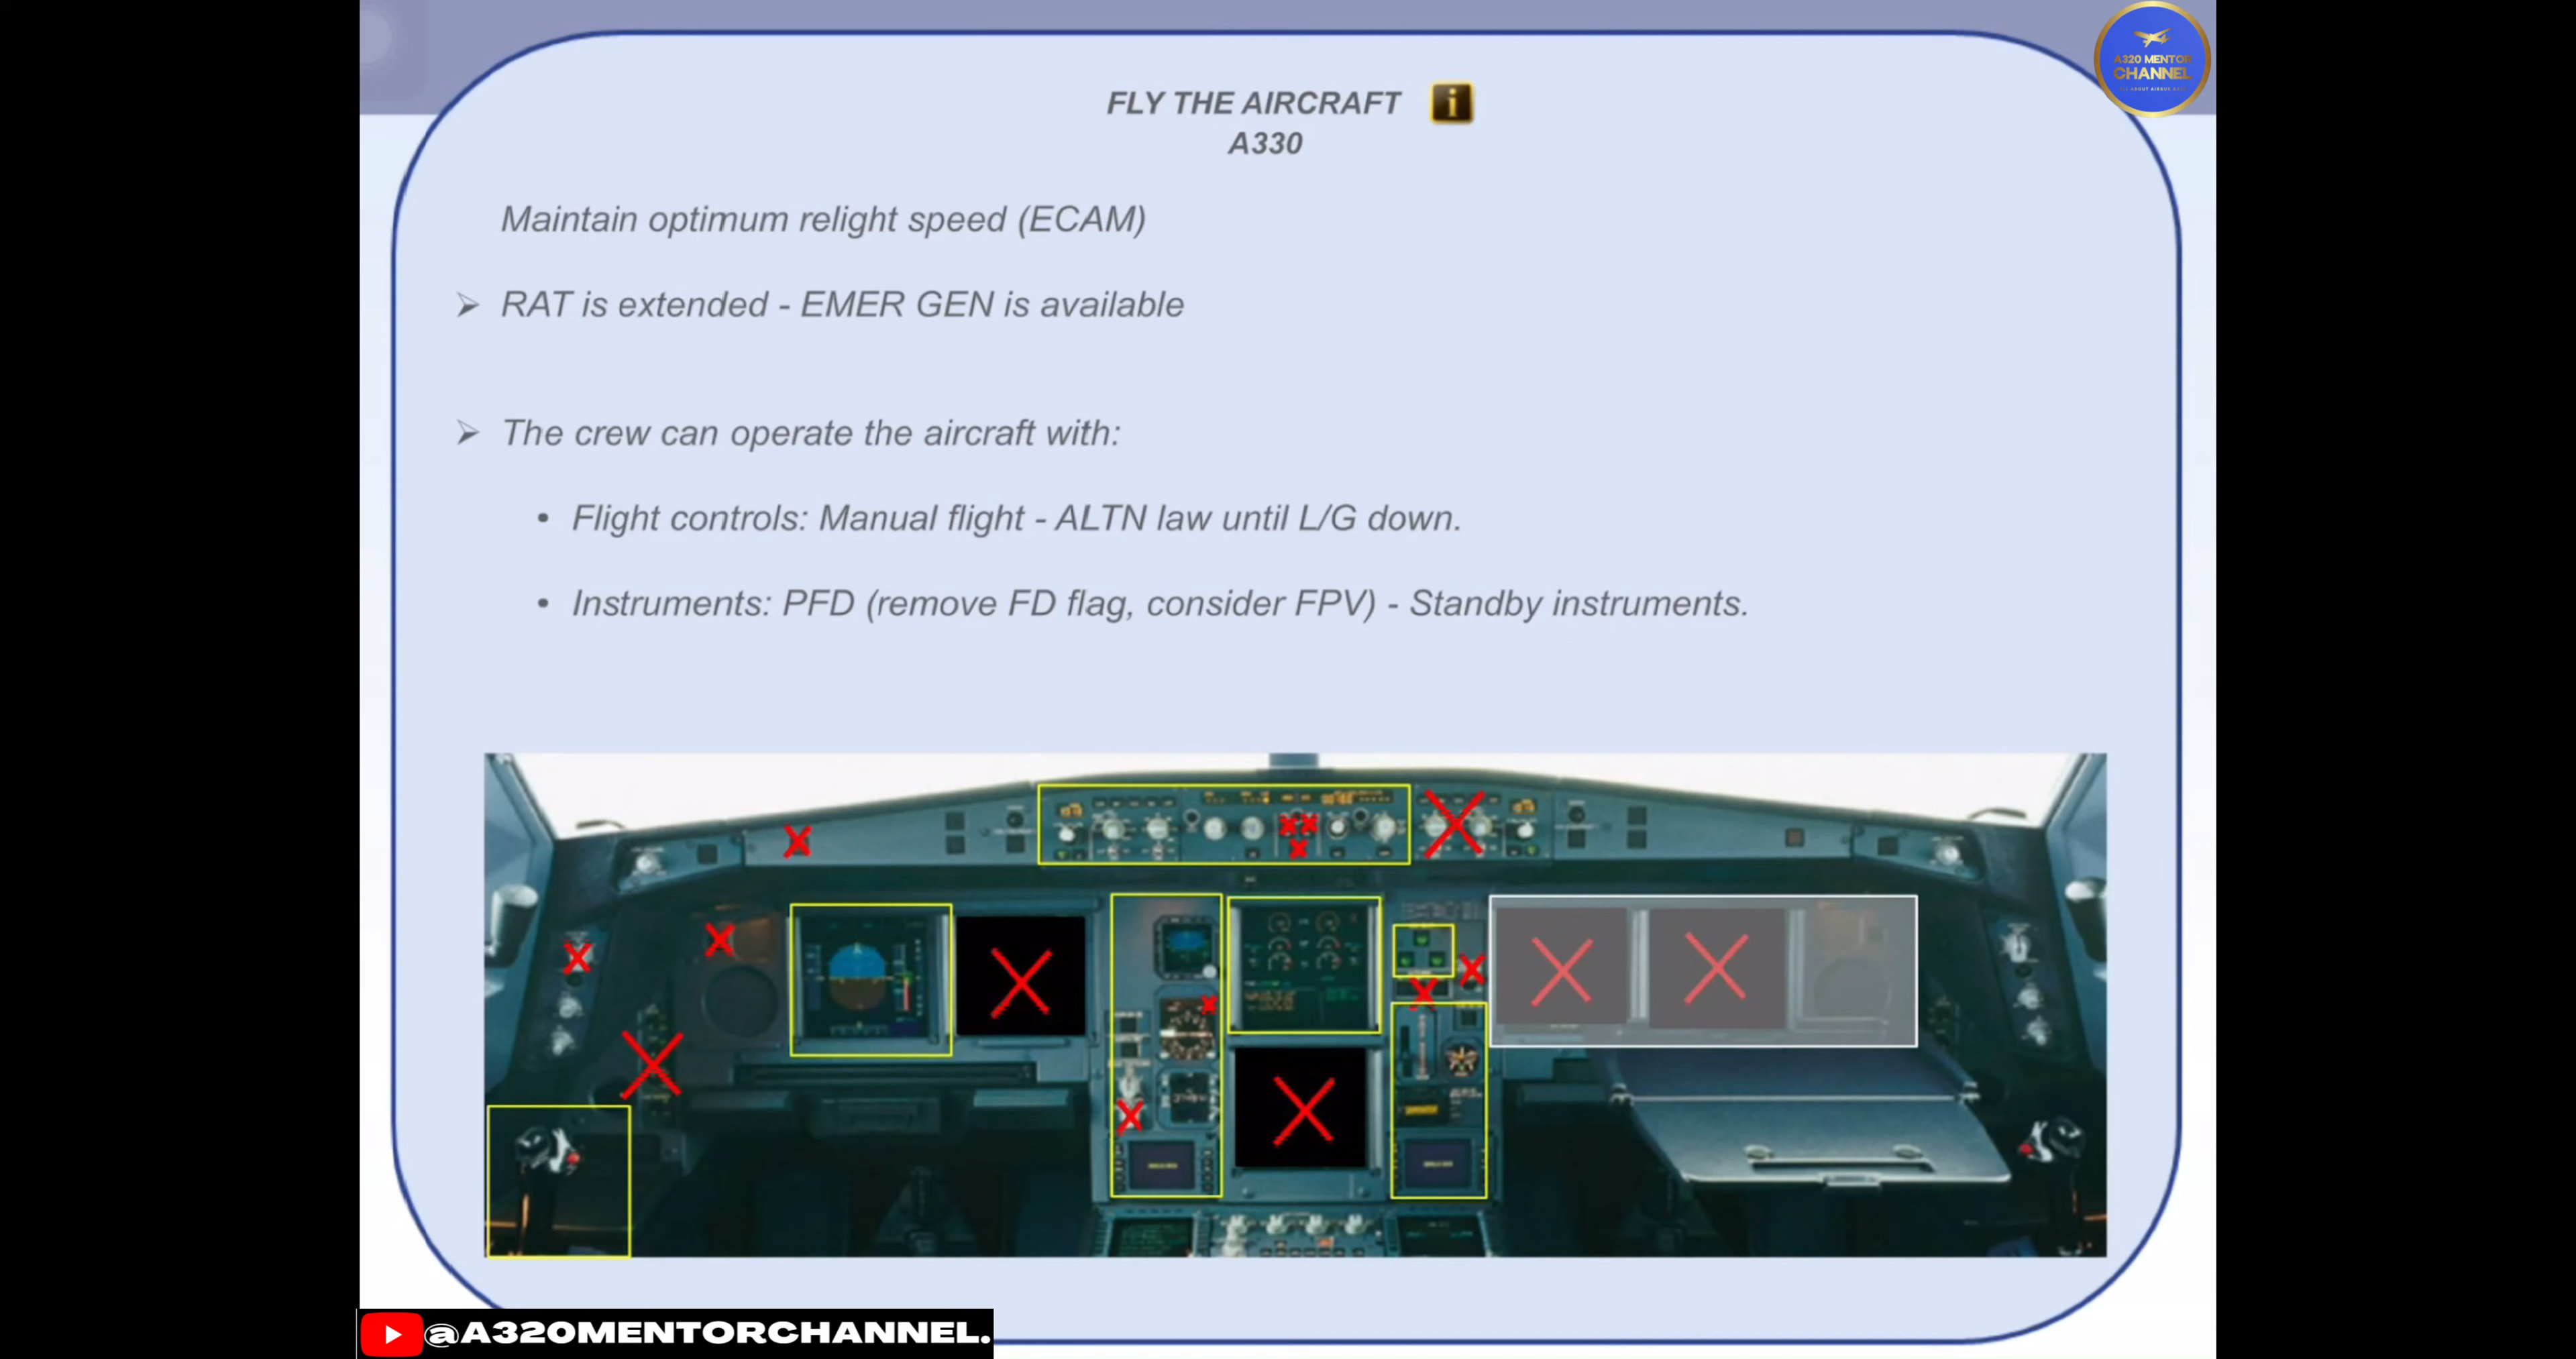 A320 MENTOR
CHANNEL
FLY THE AIRCRAFT
A330
Maintain optimum relight speed (ECAM)
RAT is extended - EMER GEN is available
The crew can operate the aircraft with:
Flight controls: Manual flight - ALTN law until L/G down.
Instruments: PFD (remove FD flag, consider FPV) - Standby instruments.
@A320MENTORCHANNEL.